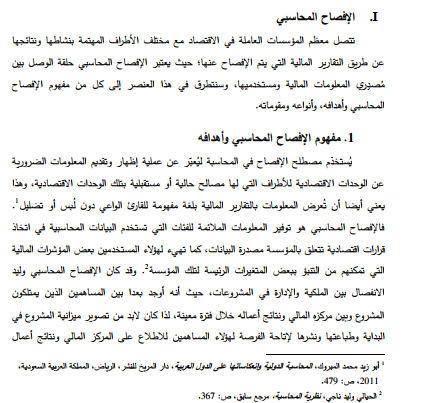 I. الإفصاح المحاسبي
تتصل معظم المؤسسات العاملة في الاقتصاد مع مختلف الأطراف المهتمة بنشاطها ونتائجها
عن طريق التقارير المالية التي يتم الإفصاح عنها؛ حيث يعتبر الإفصاح المحاسبي حلقة الوصل بين
مُصدِري المعلومات المالية ومستخدميها، وسنتطرق في هذا العنصر إلى كل من مفهوم الإفصاح
المحاسبي وأهدافه، وأنواعه ومقوماته.
1. مفهوم الإفصاح المحاسبي وأهدافه
يُستخدَم مصطلح الإفصاح في المحاسبة ليُعبّر عن عملية إظهار وتقديم المعلومات الضرورية
عن الوحدات الاقتصادية للأطراف التي لها مصالح حالية أو مستقبلية بتلك الوحدات الاقتصادية، وهذا
يعني أيضا أن تُعرض المعلومات بالتقارير المالية بلغة مفهومة للقارئ الواعي دون لُبس أو تضليل1.
فالإفصاح المحاسبي هو توفير المعلومات الملائمة للفئات التي تستخدم البيانات المحاسبية في اتخاذ
قرارات اقتصادية تتعلق بالمؤسسة مصدرة البيانات، كما تهيء لهؤلاء المستخدمين بعض المؤشرات المالية
التي تمكنهم من التنبؤ ببعض المتغيرات الرئيسة لتلك المؤسسة2. وقد كان الإفصاح المحاسبي وليد
الانفصال بين الملكية والإدارة في المشروعات، حيث أنه أوجد بعدا بين المساهمين الذين يمتلكون
المشروع وبين مركزه المالي ونتائج أعماله خلال فترة معينة، لذا كان لابد من تصوير ميزانية المشروع في
البداية وطباعتها ونشرها لإتاحة الفرصة لهؤلاء المساهمين للاطلاع على المركز المالي ونتائج أعمال
1 أبو زيد محمد المبروك، المحاسبة الدولية وانعكاساتها على الدول العربية، دار المريخ للنشر، الرياض، المملكة العربية السعودية،
2011، ص: 479.
2 الحيالي وليد ناجي، نظرية المحاسبة، مرجع سابق، ص: 367.